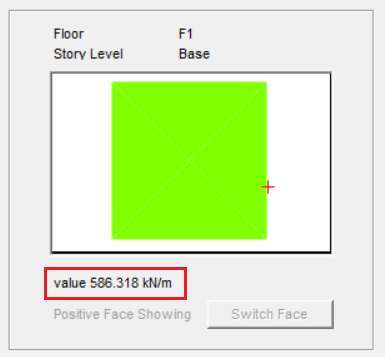 Floor F1
Story Level Base
value 586.318 kN/m
Positive Face Showing Switch Face